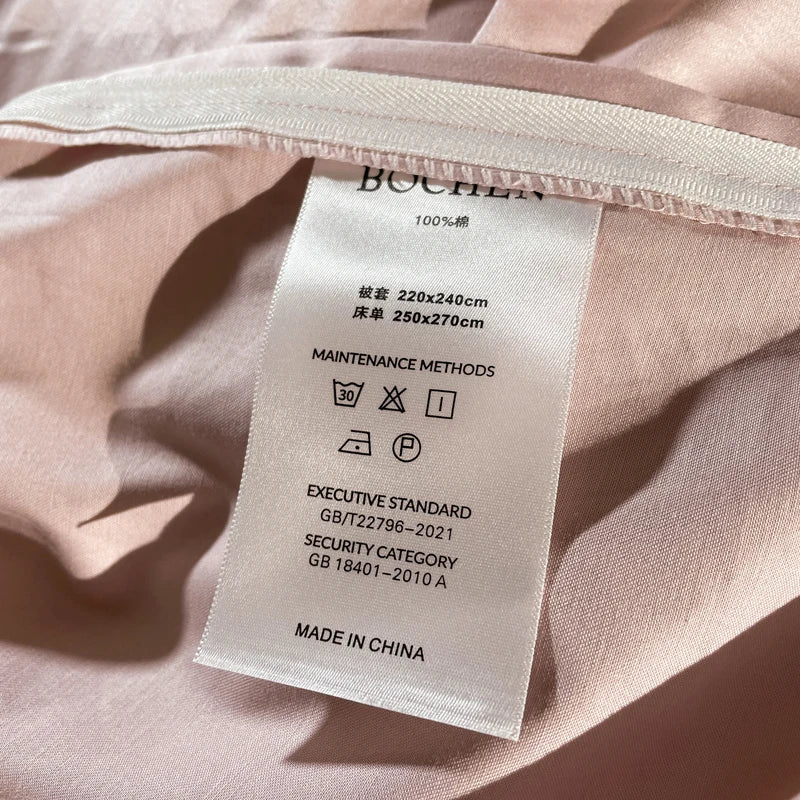 BOCHEN
100%棉
被套 220x240cm
床单 250x270cm
MAINTENANCE METHODS
30
P
EXECUTIVE STANDARD
GB/T22796-2021
SECURITY CATEGORY
GB 18401-2010 A
MADE IN CHINA